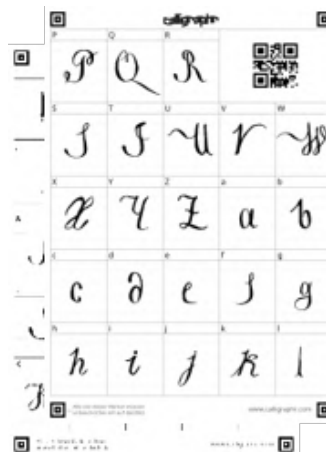 calligraphr
P Q R
P Q R
S T U V W
S T U V W
X Y Z a b
X Y Z a b
c d e f g
c d e f g
h i j k l
h i j k l
www.calligraphr.com
A